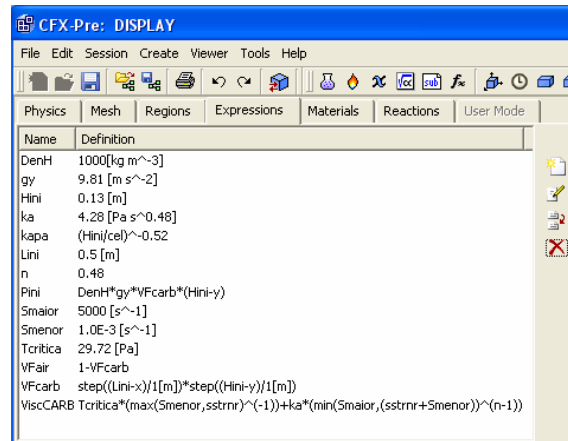 CFX-Pre: DISPLAY
File Edit Session Create Viewer Tools Help
Physics Mesh Regions Expressions Materials Reactions User Mode
Name Definition
DenH 1000[kg m^-3]
gy 9.81 [m s^-2]
Hini 0.13 [m]
ka 4.28 [Pa s^0.48]
kapa (Hini/cel)^-0.52
Lini 0.5 [m]
n 0.48
Pini DenH*gy*VFcarb*(Hini-y)
Smaior 5000 [s^-1]
Smenor 1.0E-3 [s^-1]
Tcritica 29.72 [Pa]
VFair 1-VFcarb
VFcarb step((Lini-x)/1[m])*step((Hini-y)/1[m])
ViscCARB Tcritica*(max(Smenor,sstrnr)^(-1))+ka*(min(Smaior,(sstrnr+Smenor))^(n-1))